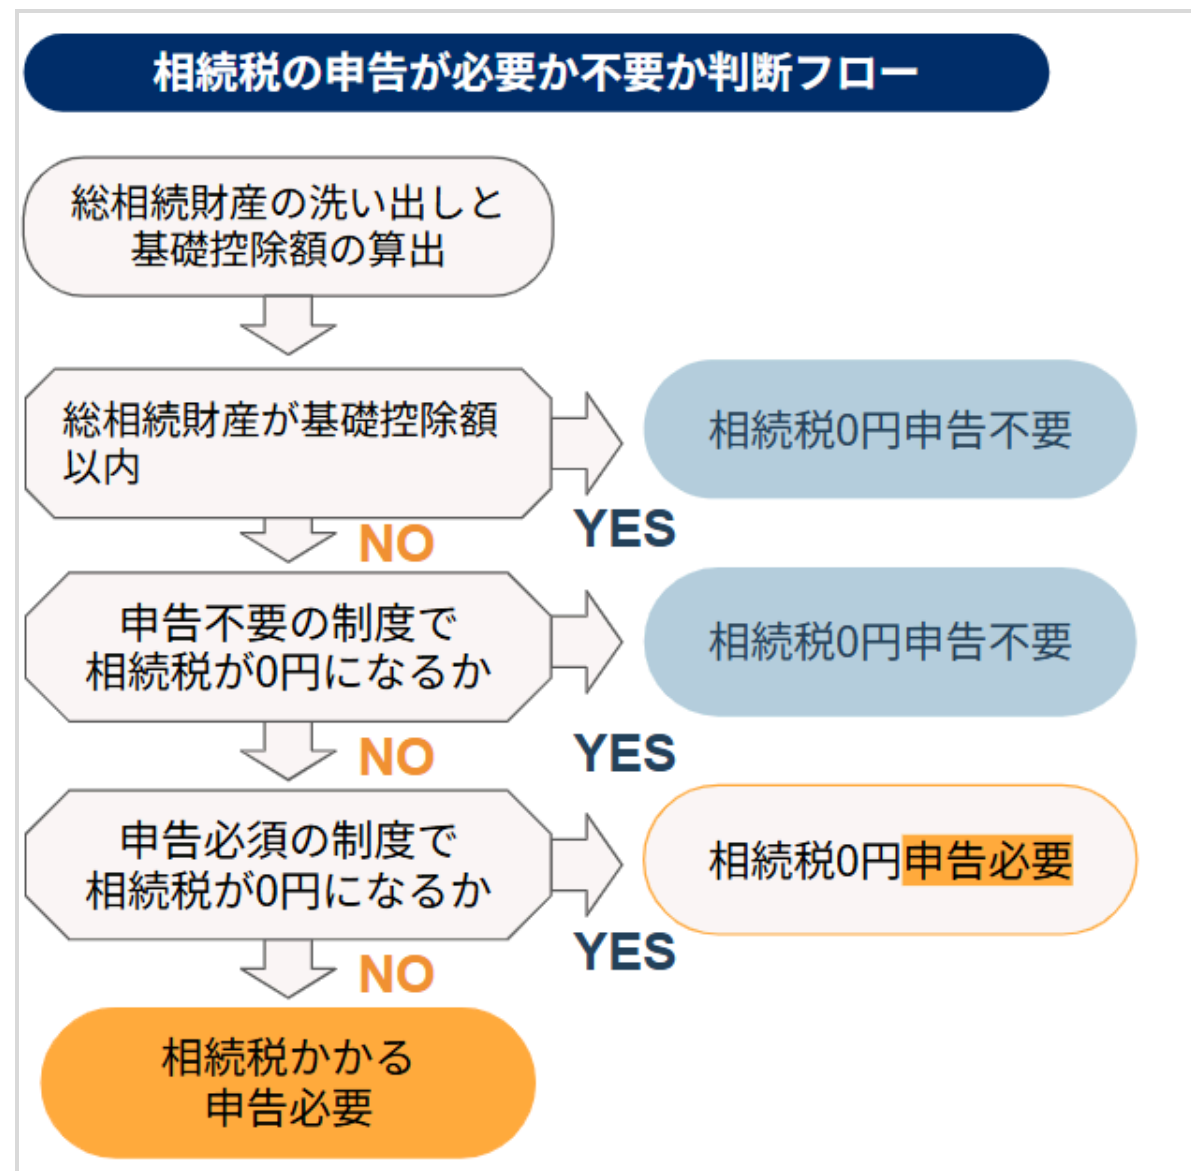 相続税の申告が必要か不要か判断フロー
総相続財産の洗い出しと
基礎控除額の算出
総相続財産が基礎控除額
以内
相続税0円申告不要
NO
YES
申告不要の制度で
相続税が0円になるか
相続税0円申告不要
NO
YES
申告必須の制度で
相続税が0円になるか
相続税0円申告必要
NO
YES
相続税かかる
申告必要